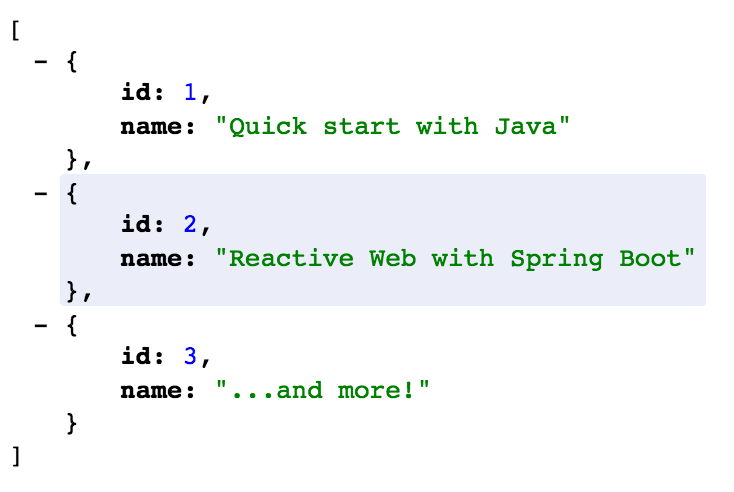 [
- {
id: 1,
name: "Quick start with Java"
},
- {
id: 2,
name: "Reactive Web with Spring Boot"
},
- {
id: 3,
name: "...and more!"
}
]